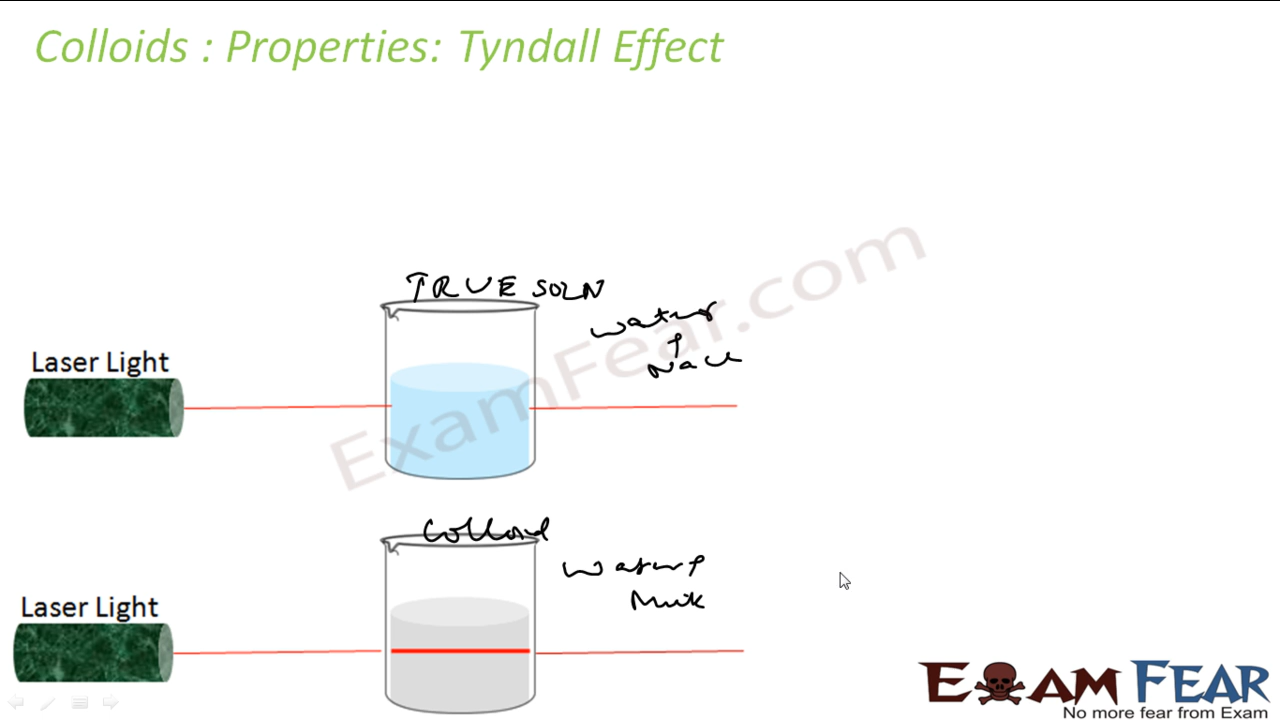 Colloids : Properties: Tyndall Effect
TRUE SOLN
water
+
NaCl
Laser Light
ExamFear.com
Colloid
Water +
Milk
Laser Light
EXAM FEAR
No more fear from Exam